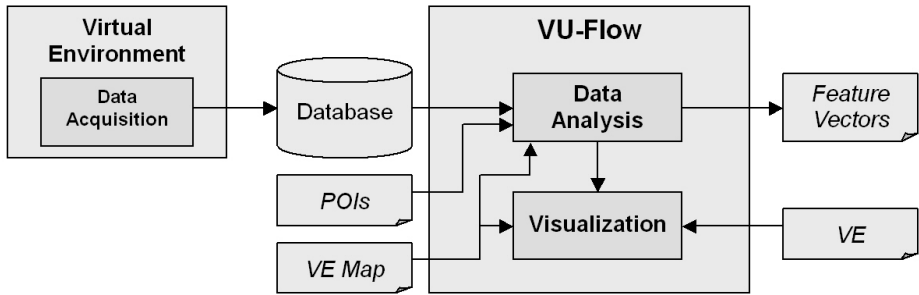 Virtual
Environment
Data
Acquisition
Database
POIs
VE Map
VU-Flow
Data
Analysis
Visualization
Feature
Vectors
VE